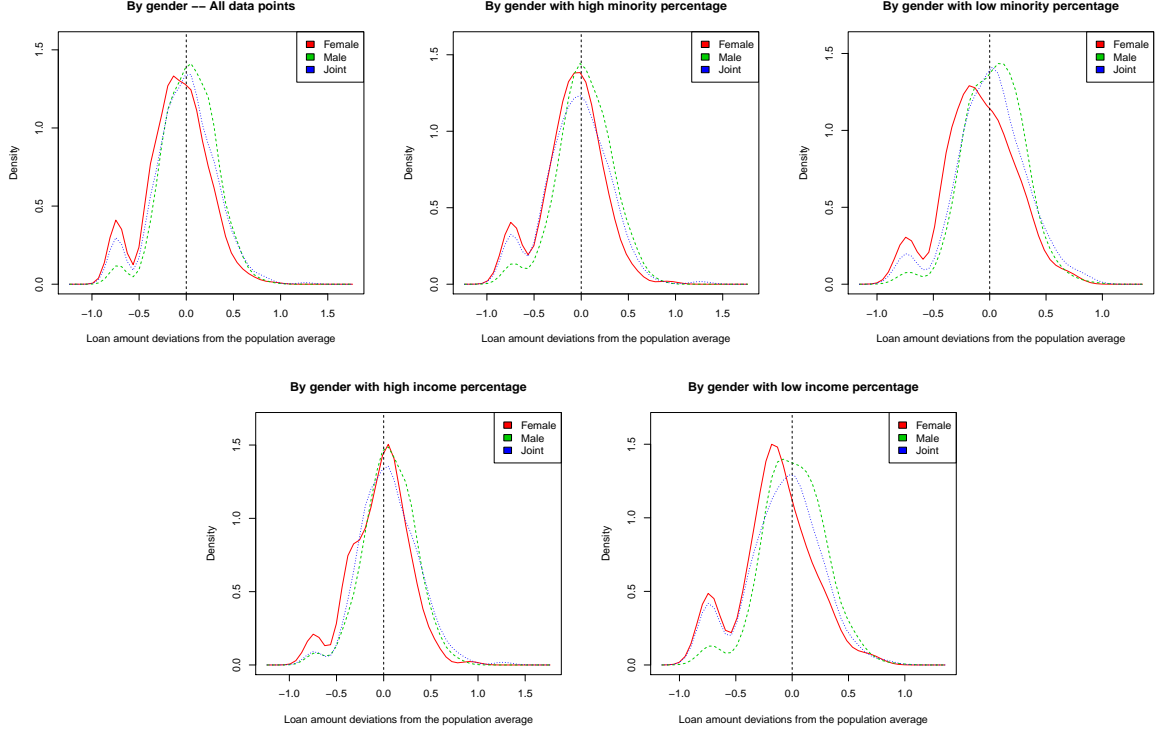 By gender −− All data points
Female
Male
Joint
Density
0.0 0.5 1.0 1.5
−1.0 −0.5 0.0 0.5 1.0 1.5
Loan amount deviations from the population average
By gender with high minority percentage
Female
Male
Joint
Density
0.0 0.5 1.0 1.5
−1.0 −0.5 0.0 0.5 1.0 1.5
Loan amount deviations from the population average
By gender with low minority percentage
Female
Male
Joint
Density
0.0 0.5 1.0 1.5
−1.0 −0.5 0.0 0.5 1.0
Loan amount deviations from the population average
By gender with high income percentage
Female
Male
Joint
Density
0.0 0.5 1.0 1.5
−1.0 −0.5 0.0 0.5 1.0 1.5
Loan amount deviations from the population average
By gender with low income percentage
Female
Male
Joint
Density
0.0 0.5 1.0 1.5
−1.0 −0.5 0.0 0.5 1.0
Loan amount deviations from the population average